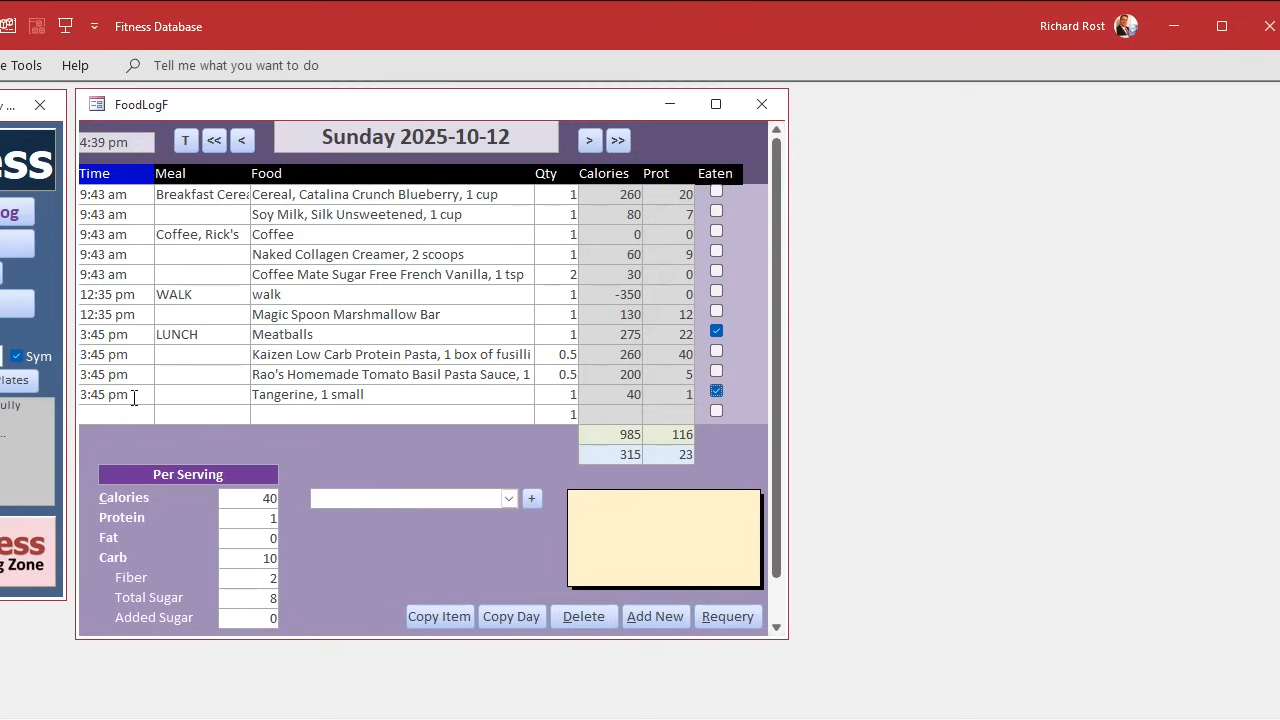 Fitness Database
Richard Rost
e Tools Help Tell me what you want to do
...
FoodLogF
4:39 pm T << < Sunday 2025-10-12 > >>
ss
Time Meal Food Qty Calories Prot Eaten
9:43 am Breakfast Cerea Cereal, Catalina Crunch Blueberry, 1 cup 1 260 20
og
9:43 am Soy Milk, Silk Unsweetened, 1 cup 1 80 7
9:43 am Coffee, Rick's Coffee 1 0 0
9:43 am Naked Collagen Creamer, 2 scoops 1 60 9
9:43 am Coffee Mate Sugar Free French Vanilla, 1 tsp 2 30 0
12:35 pm WALK walk 1 -350 0
12:35 pm Magic Spoon Marshmallow Bar 1 130 12
3:45 pm LUNCH Meatballs 1 275 22
Sym
3:45 pm Kaizen Low Carb Protein Pasta, 1 box of fusilli 0.5 260 40
3:45 pm Rao's Homemade Tomato Basil Pasta Sauce, 1 0.5 200 5
lates
3:45 pm Tangerine, 1 small 1 40 1
ully
1
985 116
315 23
Per Serving
Calories 40
+
Protein 1
Fat 0
ess
Carb 10
g Zone
Fiber 2
Total Sugar 8
Added Sugar 0
Copy Item Copy Day Delete Add New Requery